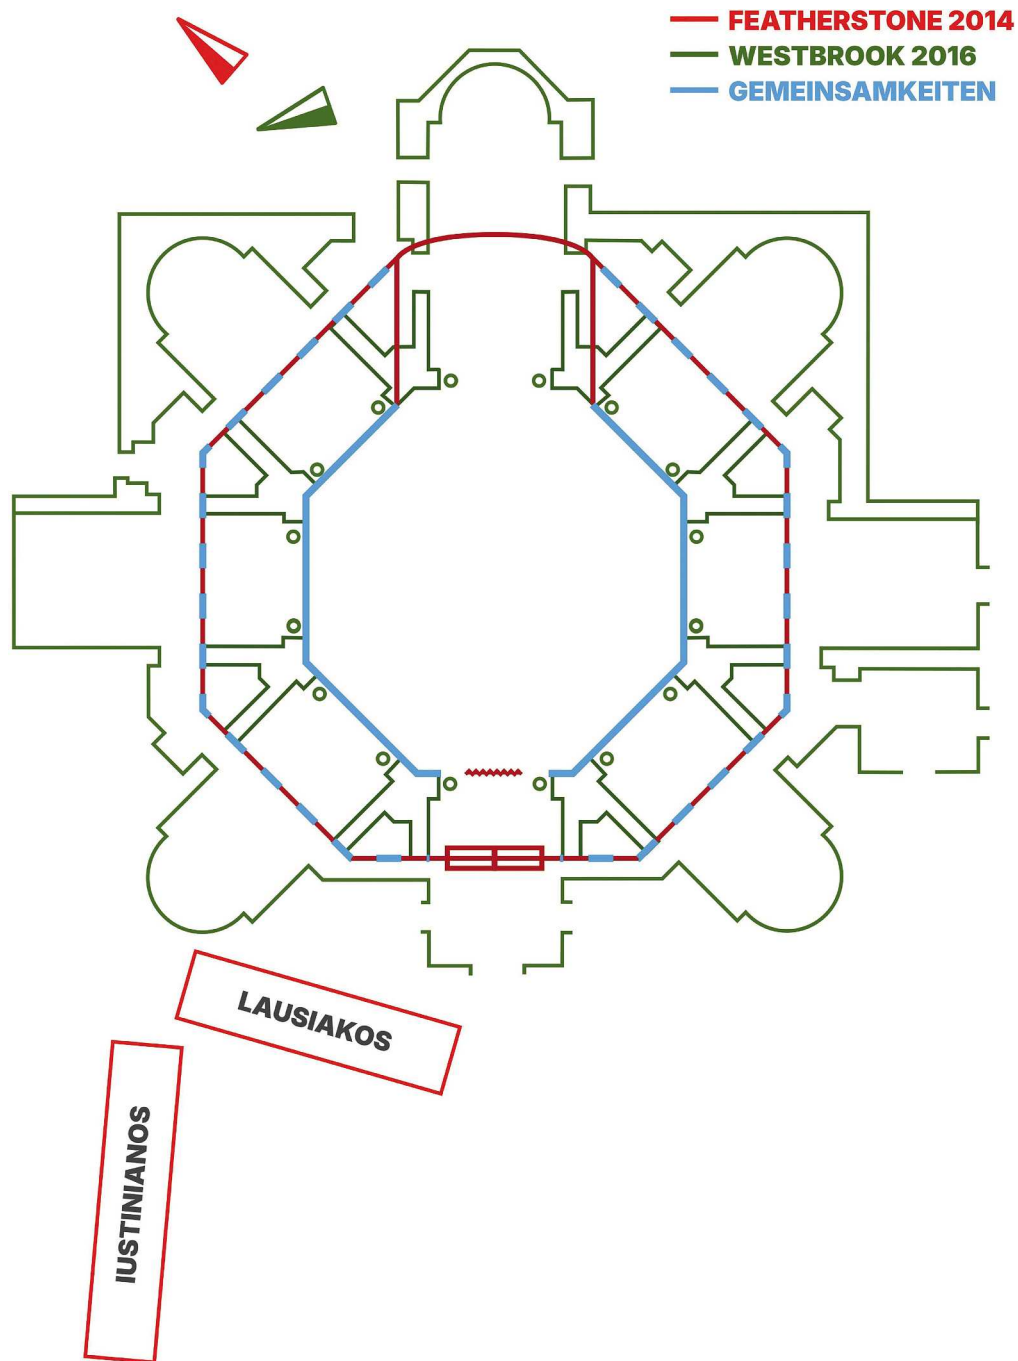 FEATHERSTONE 2014
WESTBROOK 2016
GEMEINSAMKEITEN
LAUSIAKOS
IUSTINIANOS